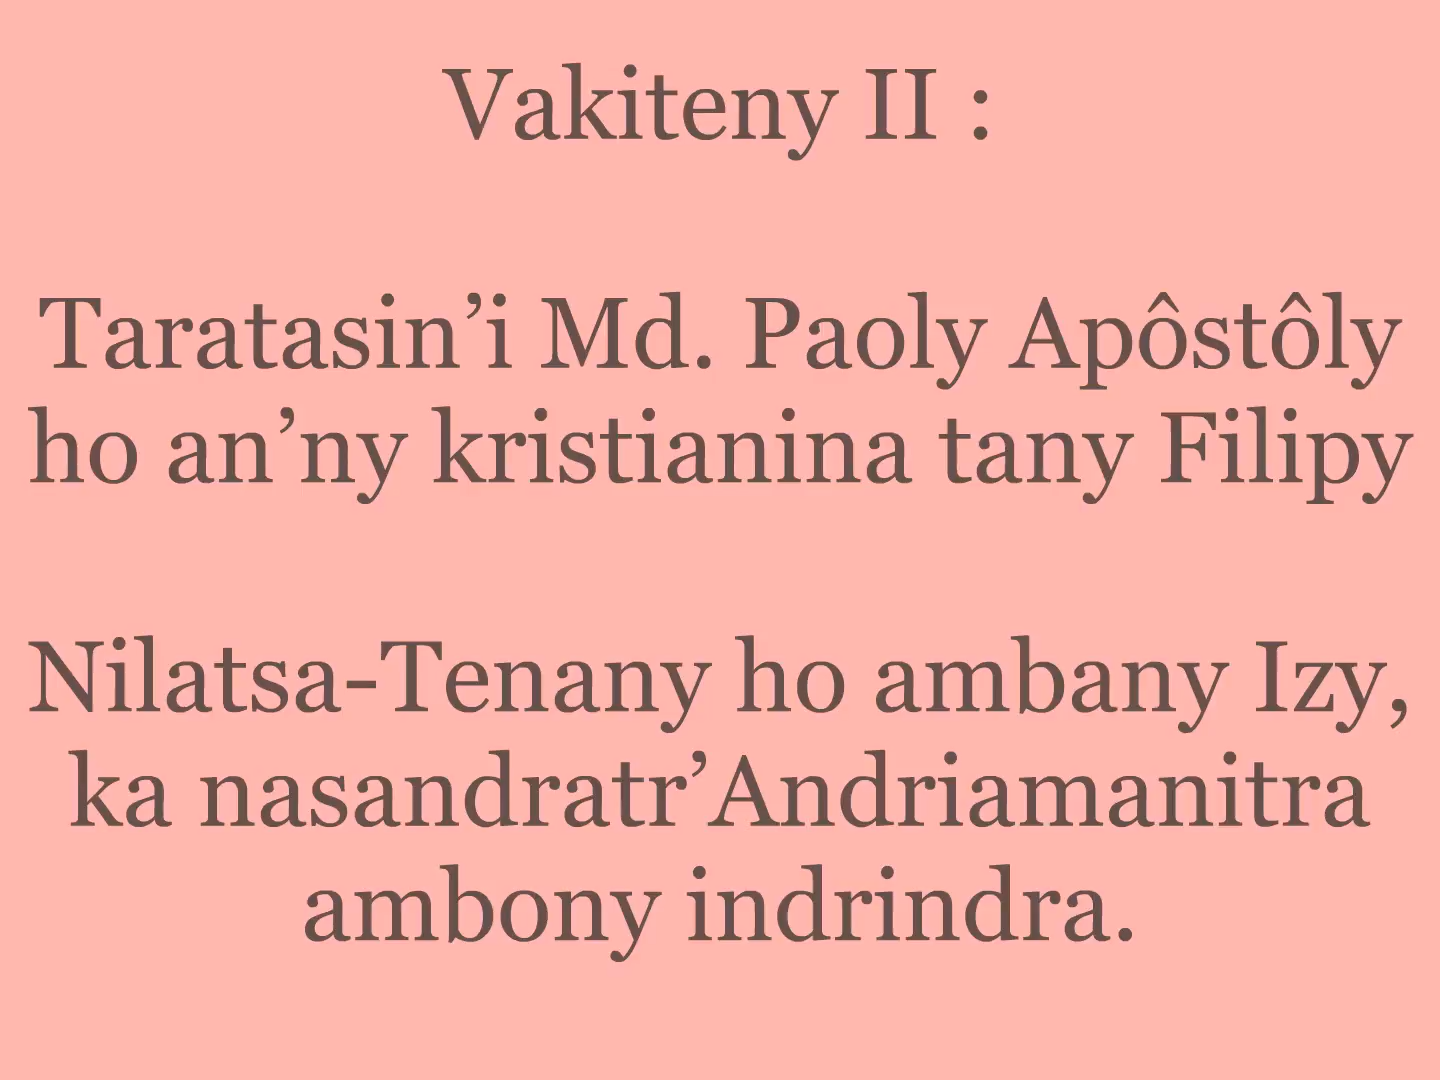 Vakiteny II :
Taratasin’i Md. Paoly Apôstôly
ho an’ny kristianina tany Filipy
Nilatsa-Tenany ho ambany Izy,
ka nasandratr’Andriamanitra
ambony indrindra.